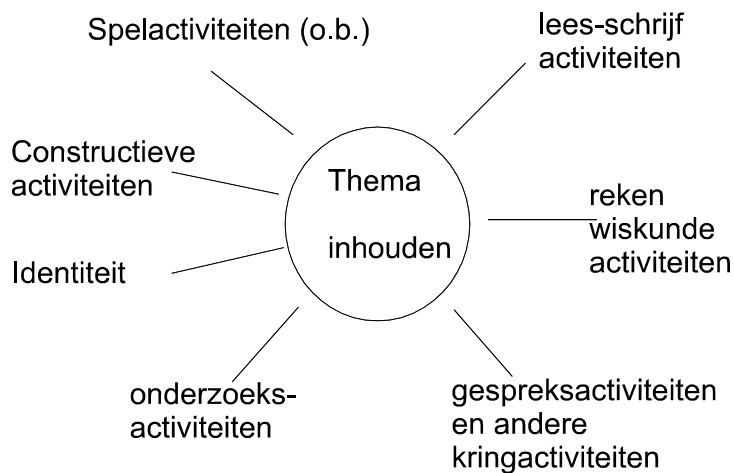 Spelactiviteiten (o.b.)
lees-schrijf
activiteiten
Constructieve
activiteiten
Thema
inhouden
reken
wiskunde
activiteiten
Identiteit
onderzoeks-
activiteiten
gespreksactiviteiten
en andere
kringactiviteiten